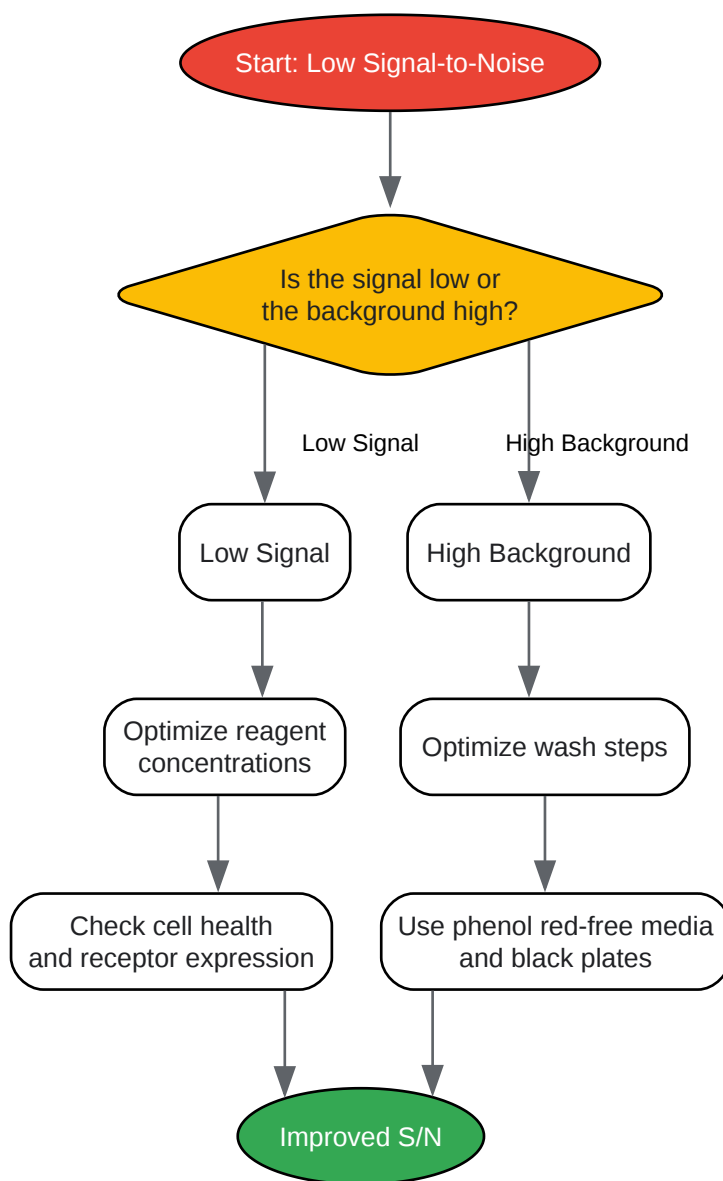 Start: Low Signal-to-Noise
Is the signal low or
the background high?
Low Signal
High Background
Low Signal
High Background
Optimize reagent
concentrations
Optimize wash steps
Check cell health
and receptor expression
Use phenol red-free media
and black plates
Improved S/N